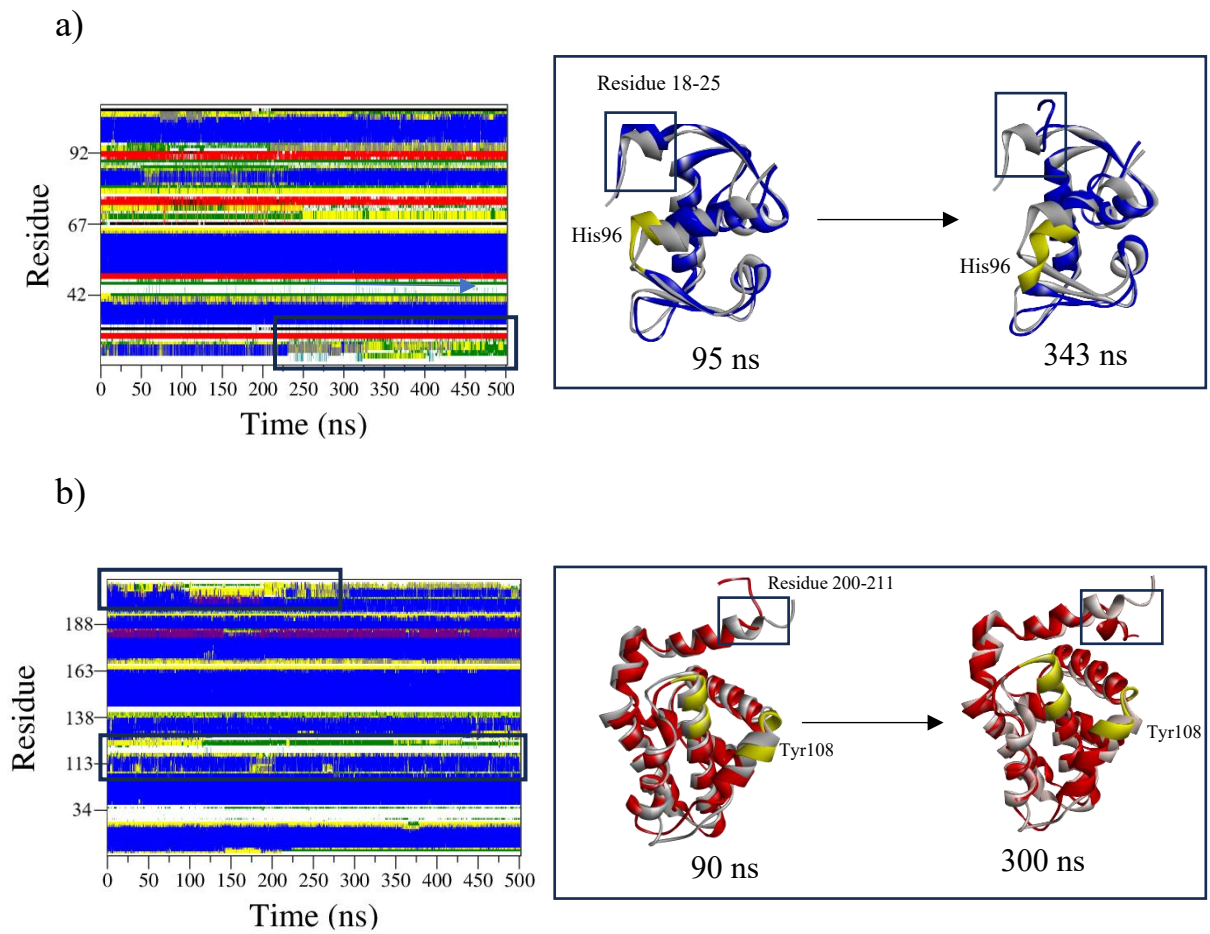 a)
Residue
92
67
42
0 50 100 150 200 250 300 350 400 450 500
Time (ns)
Residue 18-25
His96
His96
95 ns
343 ns
b)
Residue
188
163
138
113
34
0 50 100 150 200 250 300 350 400 450 500
Time (ns)
Residue 200-211
Tyr108
Tyr108
90 ns
300 ns